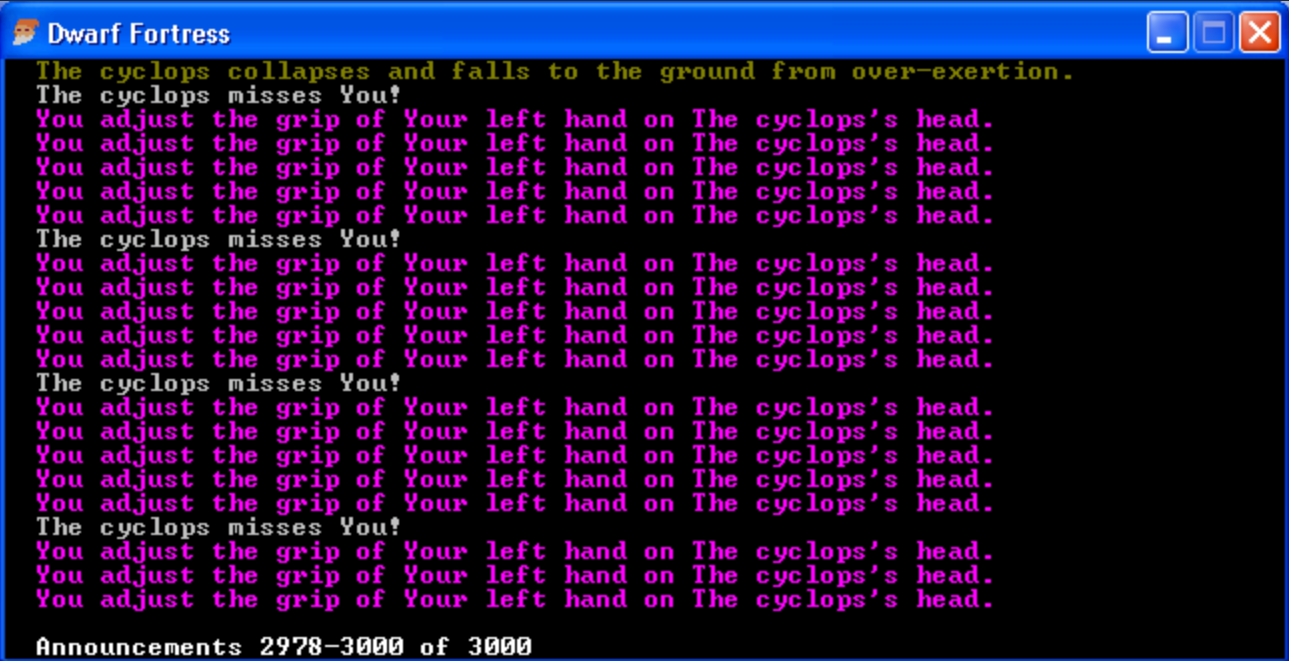 Dwarf Fortress
The cyclops collapses and falls to the ground from over-exertion.
The cyclops misses You!
You adjust the grip of Your left hand on The cyclops's head.
You adjust the grip of Your left hand on The cyclops's head.
You adjust the grip of Your left hand on The cyclops's head.
You adjust the grip of Your left hand on The cyclops's head.
You adjust the grip of Your left hand on The cyclops's head.
The cyclops misses You!
You adjust the grip of Your left hand on The cyclops's head.
You adjust the grip of Your left hand on The cyclops's head.
You adjust the grip of Your left hand on The cyclops's head.
You adjust the grip of Your left hand on The cyclops's head.
You adjust the grip of Your left hand on The cyclops's head.
The cyclops misses You!
You adjust the grip of Your left hand on The cyclops's head.
You adjust the grip of Your left hand on The cyclops's head.
You adjust the grip of Your left hand on The cyclops's head.
You adjust the grip of Your left hand on The cyclops's head.
You adjust the grip of Your left hand on The cyclops's head.
The cyclops misses You!
You adjust the grip of Your left hand on The cyclops's head.
You adjust the grip of Your left hand on The cyclops's head.
You adjust the grip of Your left hand on The cyclops's head.
Announcements 2978-3000 of 3000